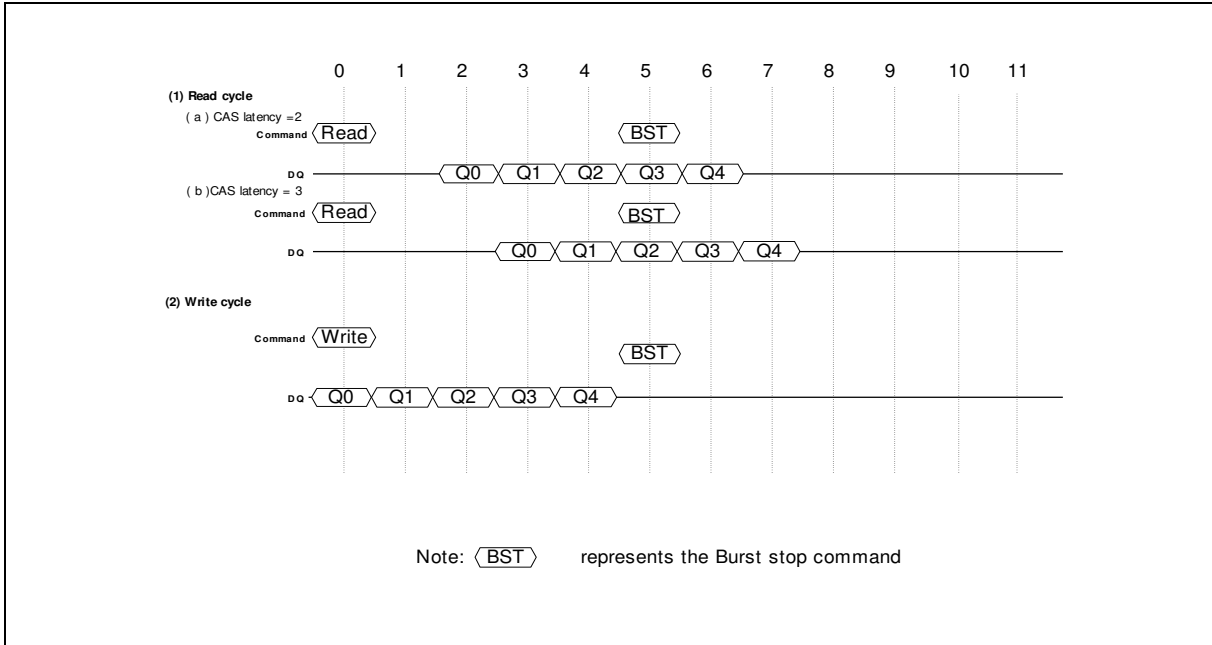 0 1 2 3 4 5 6 7 8 9 10 11
(1) Read cycle
( a ) CAS latency =2
Command Read BST
DQ Q0 Q1 Q2 Q3 Q4
( b )CAS latency = 3
Command Read BST
DQ Q0 Q1 Q2 Q3 Q4
(2) Write cycle
Command Write BST
DQ Q0 Q1 Q2 Q3 Q4
Note: BST represents the Burst stop command